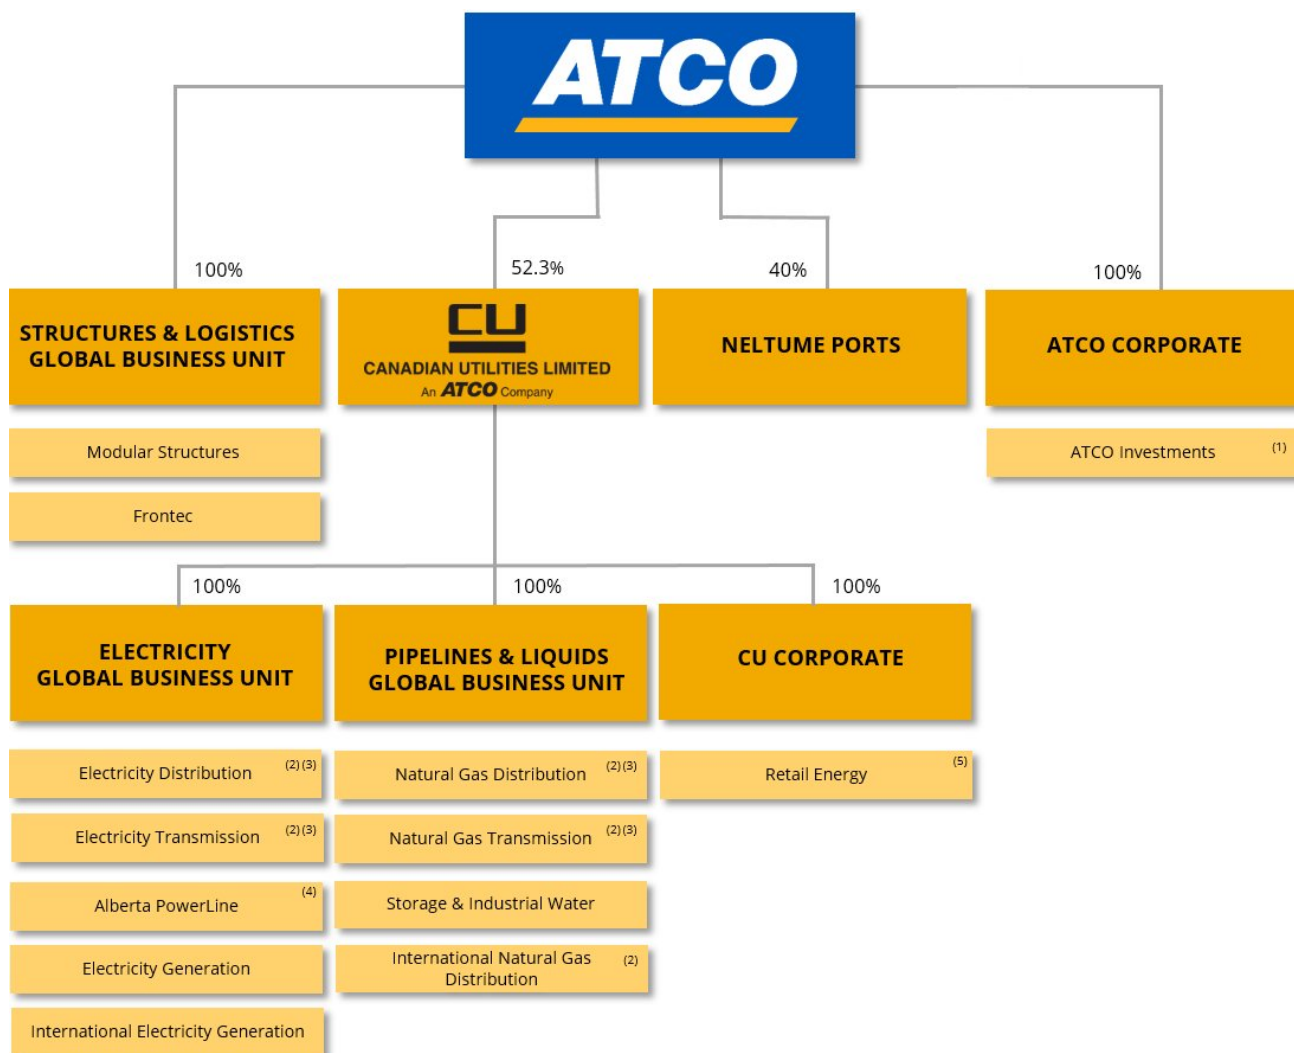 ATCO
100%
52.3%
40%
100%
STRUCTURES & LOGISTICS
GLOBAL BUSINESS UNIT
CU
CANADIAN UTILITIES LIMITED
An ATCO Company
NELTUME PORTS
ATCO CORPORATE
Modular Structures
Frontec
ATCO Investments (1)
100%
100%
100%
ELECTRICITY
GLOBAL BUSINESS UNIT
PIPELINES & LIQUIDS
GLOBAL BUSINESS UNIT
CU CORPORATE
Electricity Distribution (2)(3)
Electricity Transmission (2)(3)
Alberta PowerLine (4)
Electricity Generation
International Electricity Generation
Natural Gas Distribution (2)(3)
Natural Gas Transmission (2)(3)
Storage & Industrial Water
International Natural Gas (2)
Distribution
Retail Energy (5)